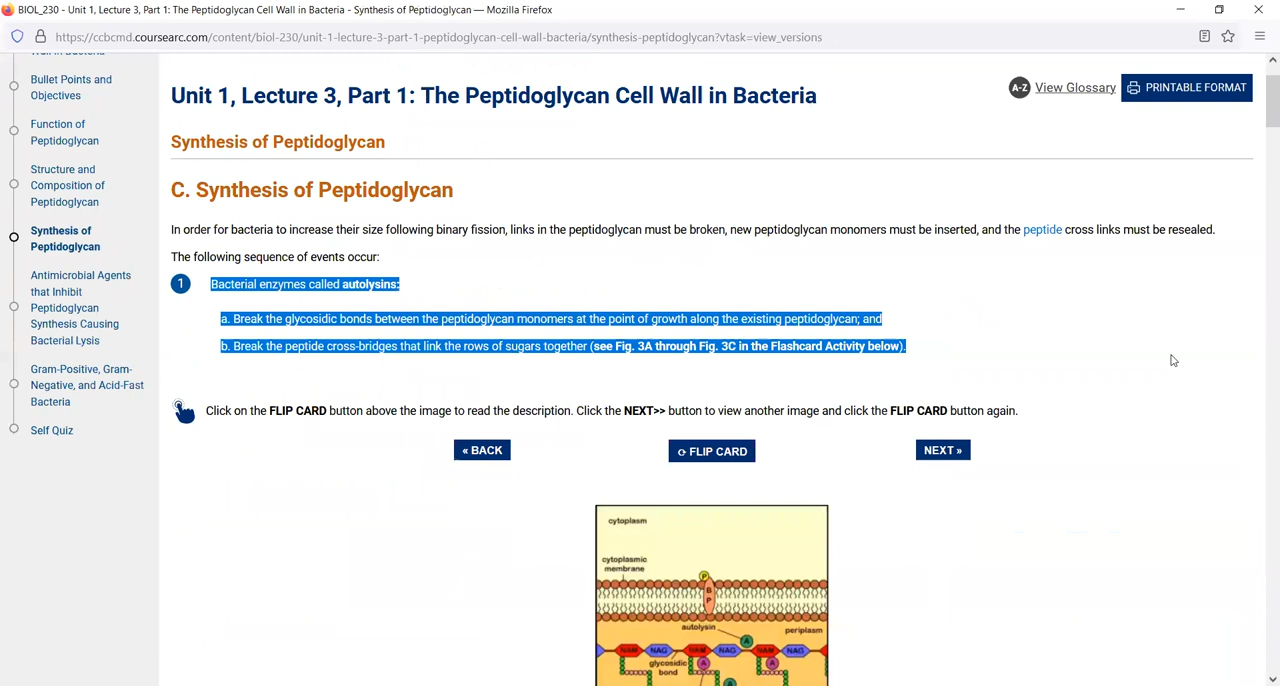 BIOL_230 - Unit 1, Lecture 3, Part 1: The Peptidoglycan Cell Wall in Bacteria - Synthesis of Peptidoglycan — Mozilla Firefox
https://ccbcmd.coursearc.com/content/biol-230/unit-1-lecture-3-part-1-peptidoglycan-cell-wall-bacteria/synthesis-peptidoglycan?vtask=view_versions
Wall in Bacteria
Bullet Points and
Objectives
Function of
Peptidoglycan
Structure and
Composition of
Peptidoglycan
Synthesis of
Peptidoglycan
Antimicrobial Agents
that Inhibit
Peptidoglycan
Synthesis Causing
Bacterial Lysis
Gram-Positive, Gram-
Negative, and Acid-Fast
Bacteria
Self Quiz
Unit 1, Lecture 3, Part 1: The Peptidoglycan Cell Wall in Bacteria
A-Z View Glossary
PRINTABLE FORMAT
Synthesis of Peptidoglycan
C. Synthesis of Peptidoglycan
In order for bacteria to increase their size following binary fission, links in the peptidoglycan must be broken, new peptidoglycan monomers must be inserted, and the peptide cross links must be resealed.
The following sequence of events occur:
1 Bacterial enzymes called autolysins:
a. Break the glycosidic bonds between the peptidoglycan monomers at the point of growth along the existing peptidoglycan; and
b. Break the peptide cross-bridges that link the rows of sugars together (see Fig. 3A through Fig. 3C in the Flashcard Activity below).
Click on the FLIP CARD button above the image to read the description. Click the NEXT>> button to view another image and click the FLIP CARD button again.
« BACK
FLIP CARD
NEXT »
cytoplasm
cytoplasmic
membrane
P
B
P
autolysin
A
periplasm
NAM NAG NAM NAG NAM NAG
glycosidic
bond
A
A
A